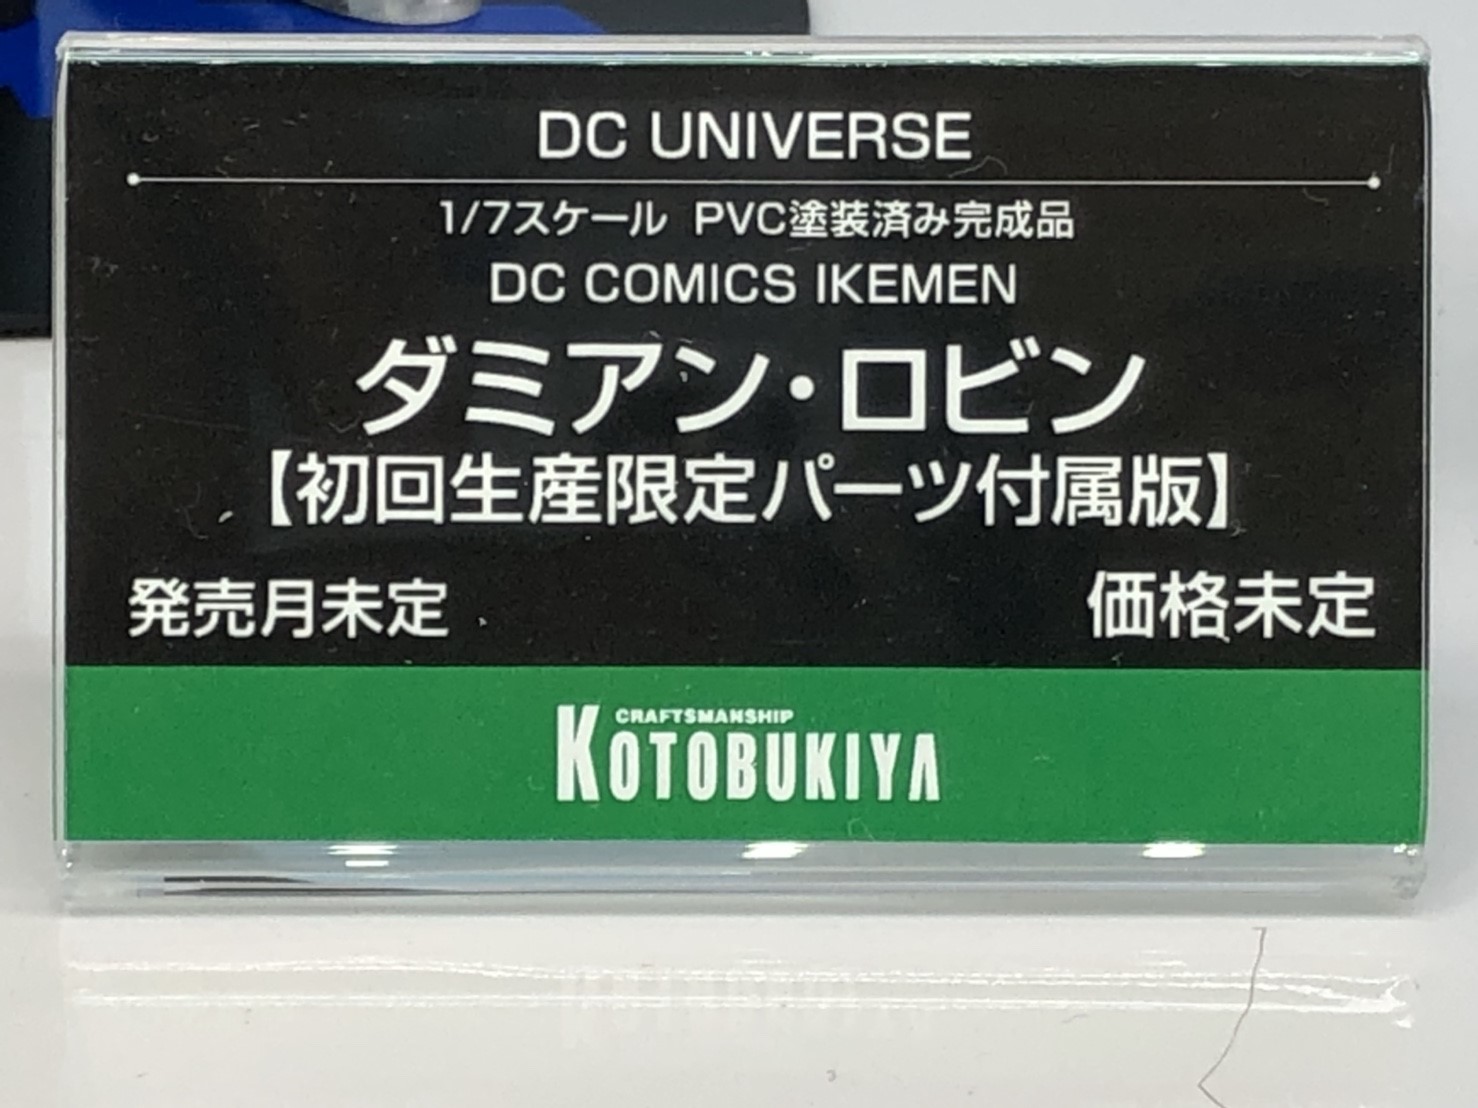 DC UNIVERSE
1/7スケール PVC塗装済み完成品
DC COMICS IKEMEN
ダミアン・ロビン
【初回生産限定パーツ付属版】
発売月未定 価格未定
CRAFTSMANSHIP
KOTOBUKIYA